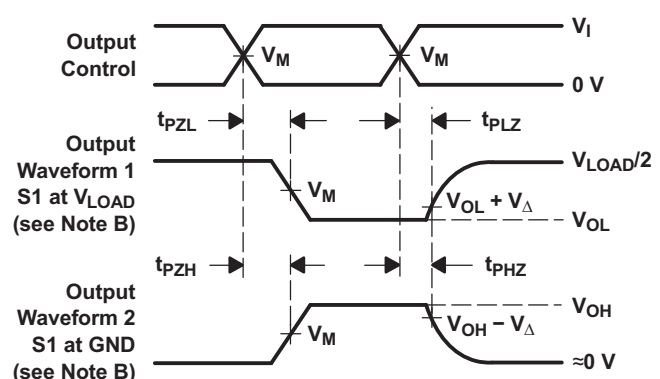 Output
Control
V_M
V_M
V_I
0 V
t_PZL
t_PLZ
Output
Waveform 1
S1 at V_LOAD
(see Note B)
V_M
V_LOAD/2
V_OL + V_Δ
V_OL
t_PZH
t_PHZ
Output
Waveform 2
S1 at GND
(see Note B)
V_M
V_OH
V_OH − V_Δ
≈0 V